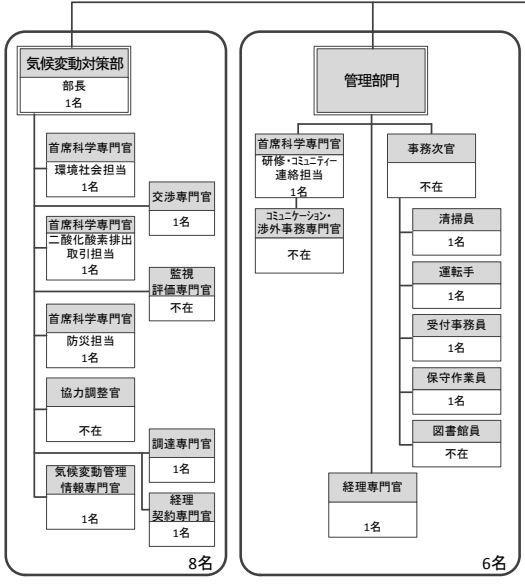 気候変動対策部
部長
1名
首席科学専門官
環境社会担当
1名
交渉専門官
1名
首席科学専門官
二酸化酸素排出
取引担当
1名
監視
評価専門官
不在
首席科学専門官
防災担当
1名
協力調整官
不在
調達専門官
1名
気候変動管理
情報専門官
1名
経理
契約専門官
1名
8名
管理部門
首席科学専門官
研修・コミュニティー
連絡担当
1名
コミュニケーション・
渉外事務専門官
不在
事務次官
不在
清掃員
1名
運転手
1名
受付事務員
1名
保守作業員
1名
図書館員
不在
経理専門官
1名
6名